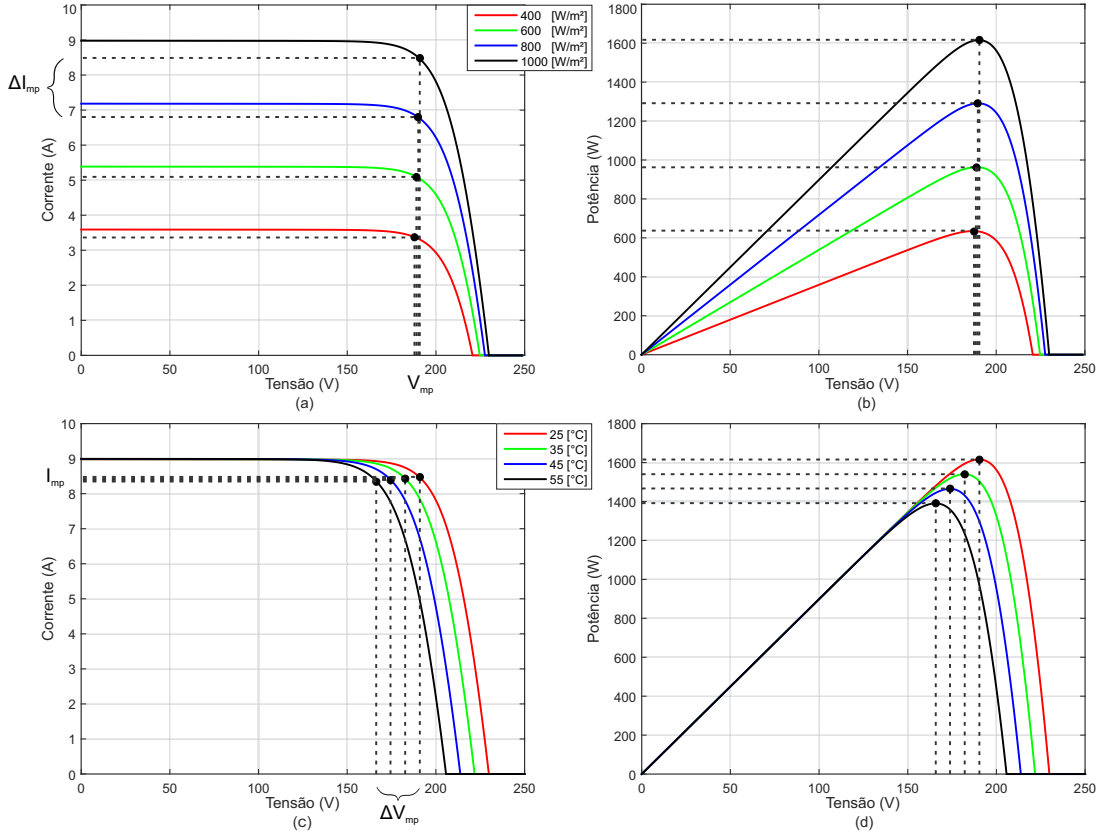 10
9
8
7
6
5
4
3
2
1
0
Corrente (A)
ΔImp
400 [W/m²]
600 [W/m²]
800 [W/m²]
1000 [W/m²]
0 50 100 150 200 250
Tensão (V)
Vmp
(a)
1800
1600
1400
1200
1000
800
600
400
200
0
Potência (W)
0 50 100 150 200 250
Tensão (V)
(b)
10
9
8
7
6
5
4
3
2
1
0
Corrente (A)
Imp
25 [°C]
35 [°C]
45 [°C]
55 [°C]
0 50 100 150 200 250
Tensão (V)
ΔVmp
(c)
1800
1600
1400
1200
1000
800
600
400
200
0
Potência (W)
0 50 100 150 200 250
Tensão (V)
(d)